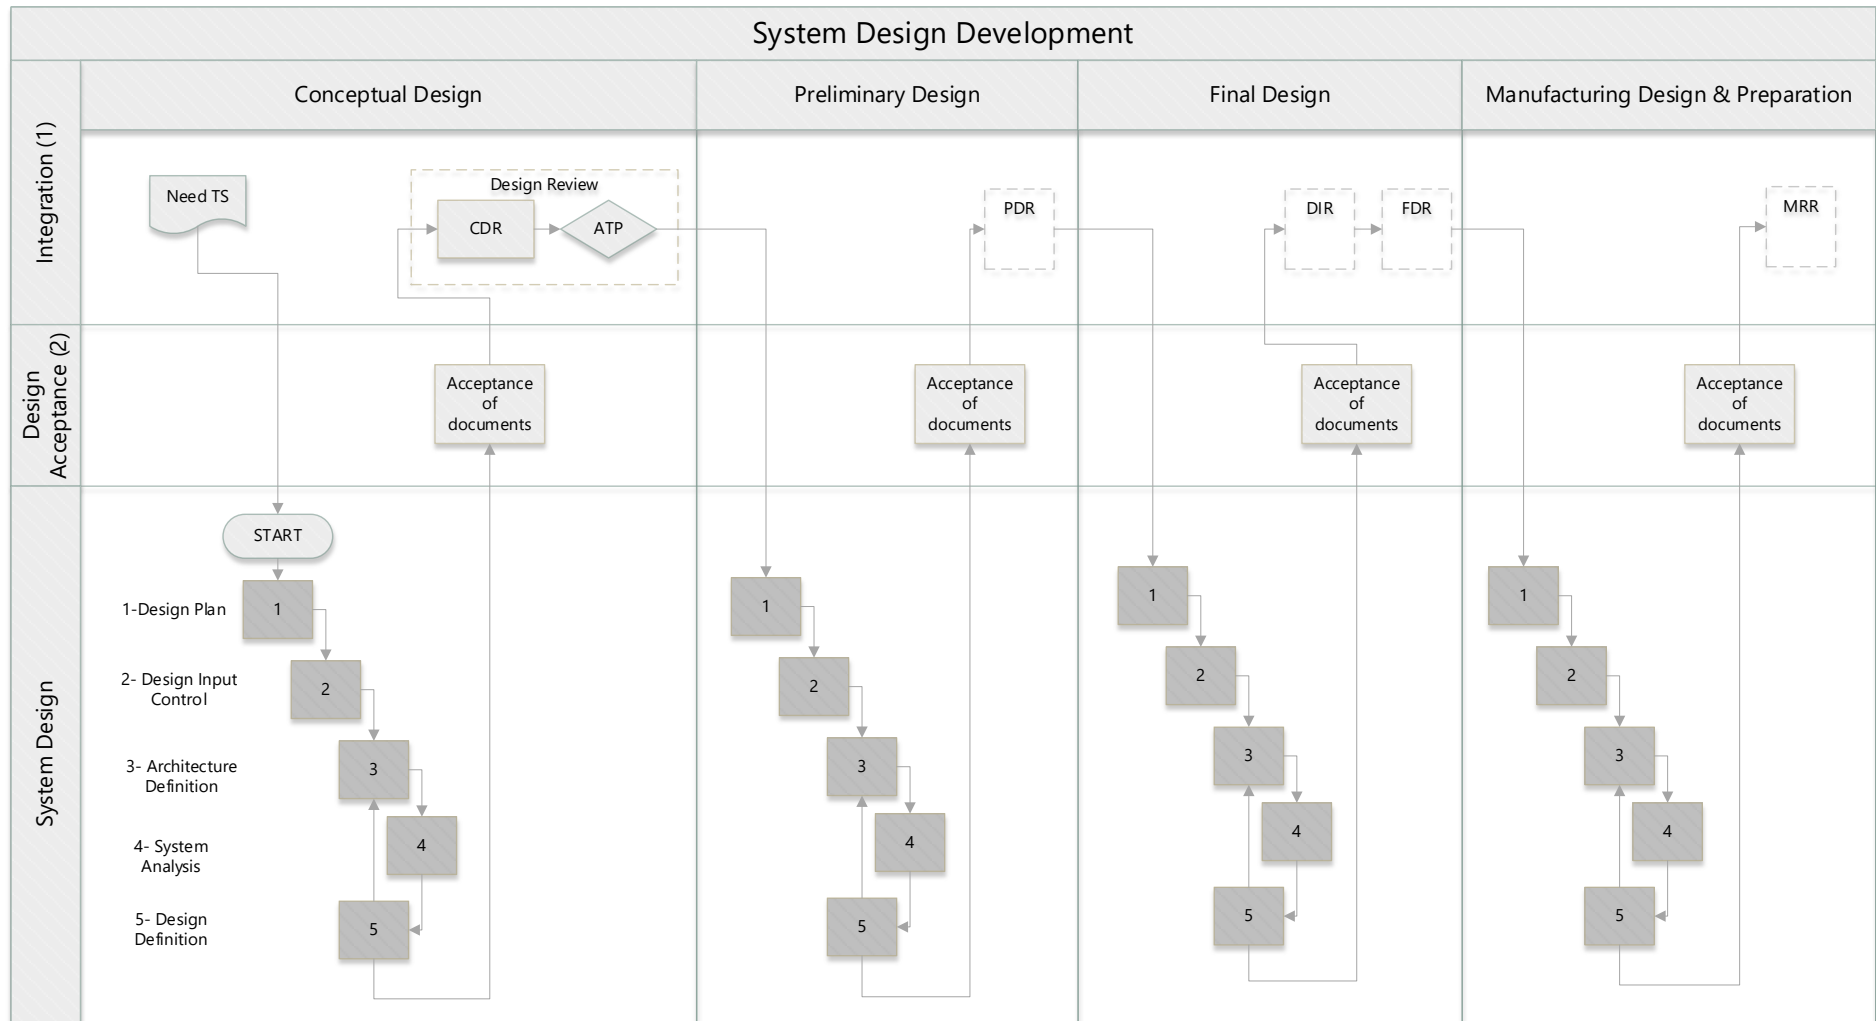 System Design Development
Conceptual Design
Preliminary Design
Final Design
Manufacturing Design & Preparation
Integration (1)
Need TS
Design Review
CDR
ATP
PDR
DIR
FDR
MRR
Design
Acceptance (2)
Acceptance
of
documents
Acceptance
of
documents
Acceptance
of
documents
Acceptance
of
documents
System Design
START
1-Design Plan
1
1
1
1
2- Design Input
Control
2
2
2
2
3- Architecture
Definition
3
3
3
3
4- System
Analysis
4
4
4
4
5- Design
Definition
5
5
5
5